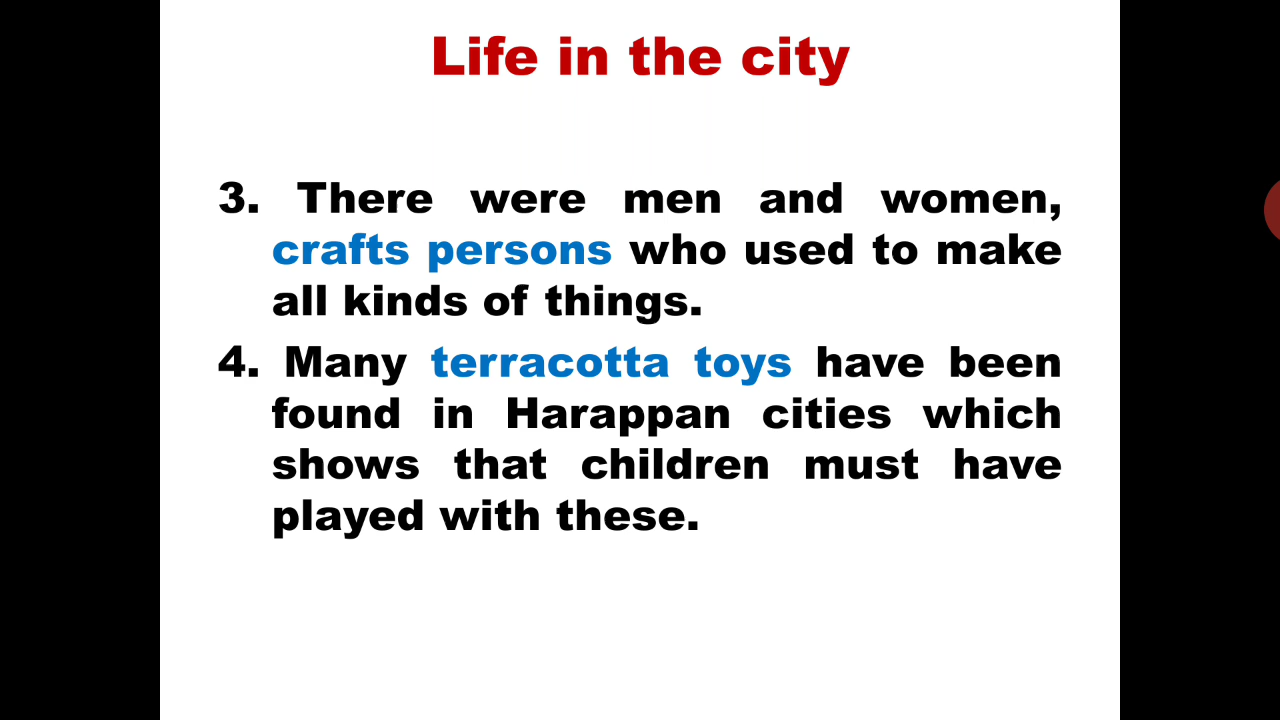 Life in the city
3. There were men and women,
crafts persons who used to make
all kinds of things.
4. Many terracotta toys have been
found in Harappan cities which
shows that children must have
played with these.